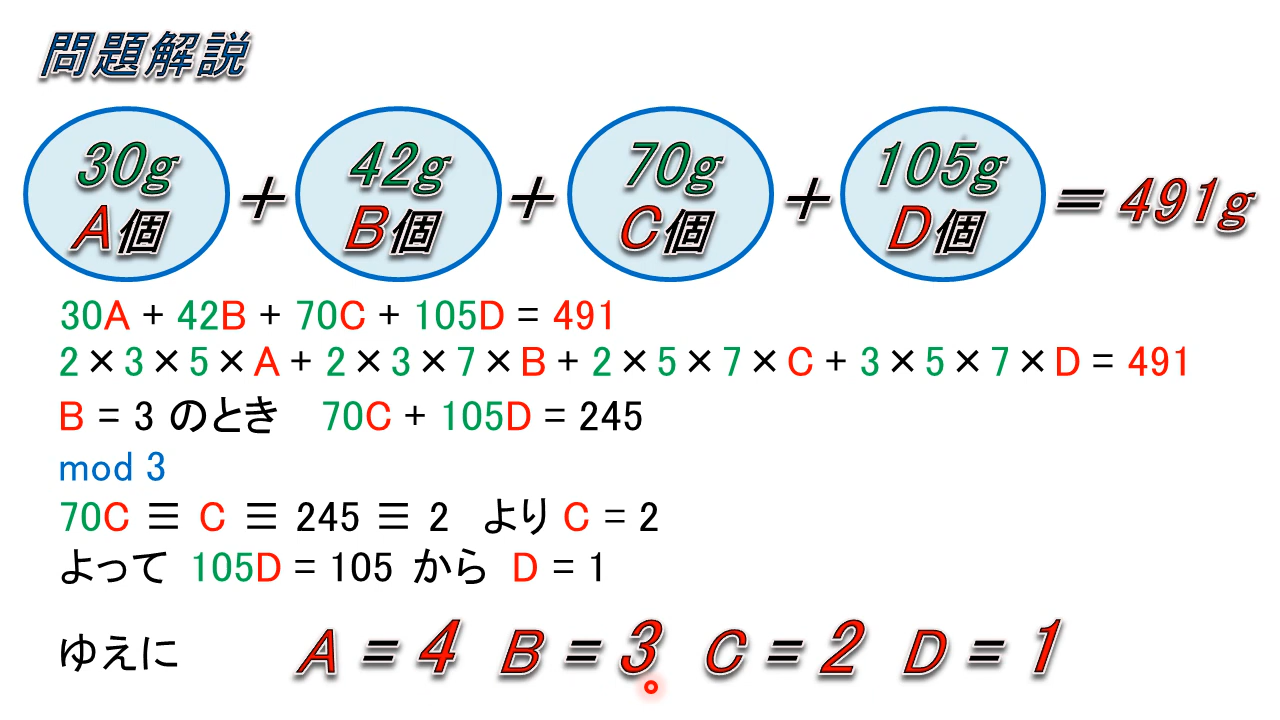 問題解説
30g A個 + 42g B個 + 70g C個 + 105g D個 = 491g
30A + 42B + 70C + 105D = 491
2×3×5×A + 2×3×7×B + 2×5×7×C + 3×5×7×D = 491
B = 3 のとき 70C + 105D = 245
mod 3
70C ≡ C ≡ 245 ≡ 2 より C = 2
よって 105D = 105 から D = 1
ゆえに A = 4 B = 3 C = 2 D = 1